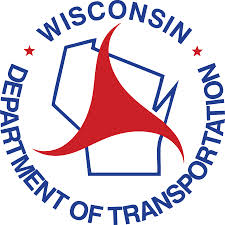 WISCONSIN
DEPARTMENT OF TRANSPORTATION